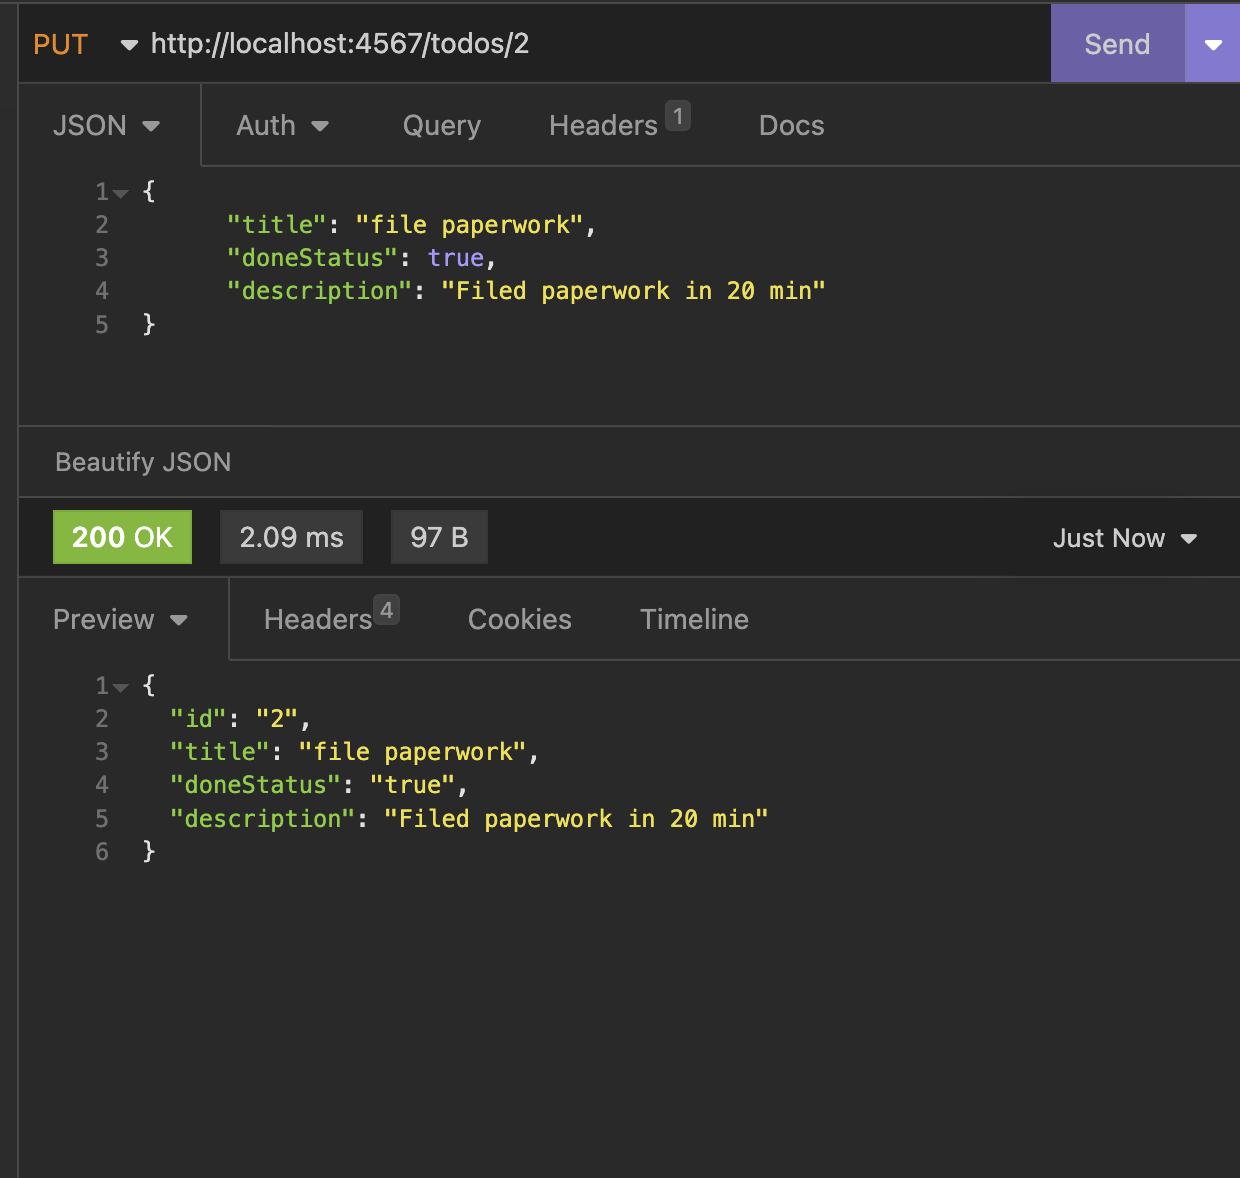 PUT http://localhost:4567/todos/2 Send
JSON Auth Query Headers 1 Docs
1 {
2 "title": "file paperwork",
3 "doneStatus": true,
4 "description": "Filed paperwork in 20 min"
5 }
Beautify JSON
200 OK 2.09 ms 97 B Just Now
Preview Headers 4 Cookies Timeline
1 {
2 "id": "2",
3 "title": "file paperwork",
4 "doneStatus": "true",
5 "description": "Filed paperwork in 20 min"
6 }